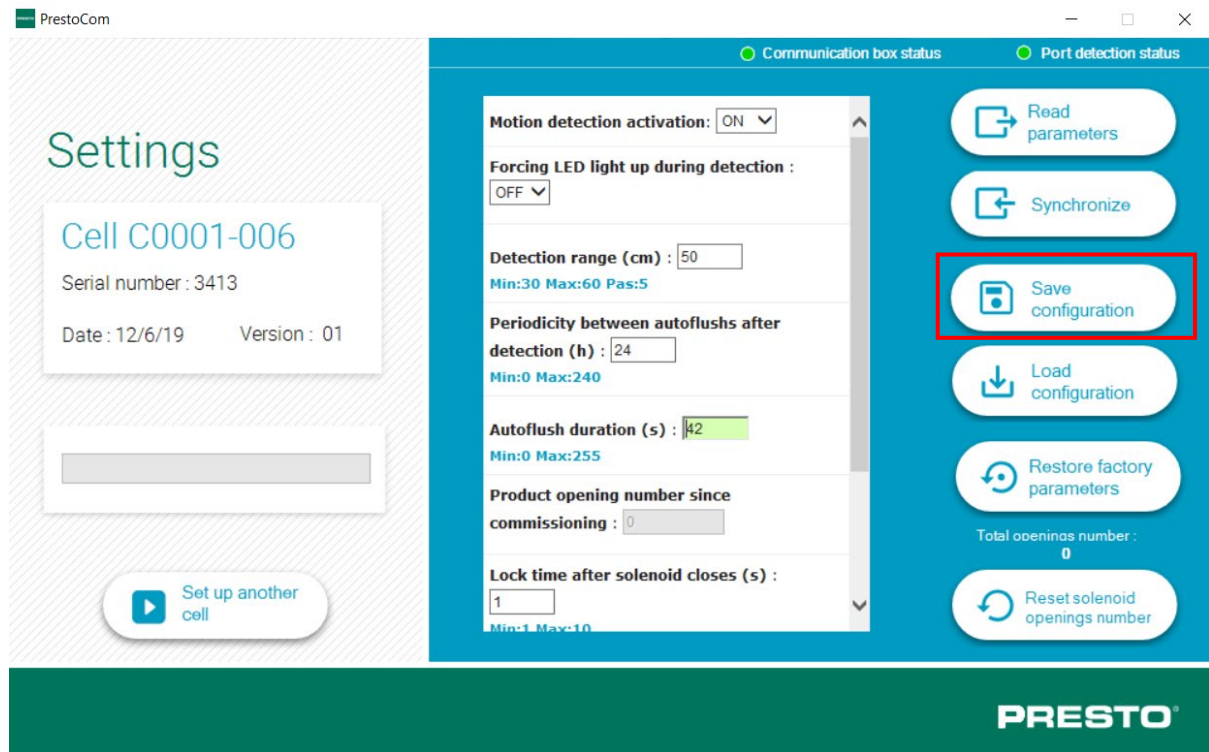 PrestoCom
Communication box status
Port detection status
Settings
Cell C0001-006
Serial number : 3413
Date : 12/6/19 Version : 01
Set up another
cell
Motion detection activation: ON
Forcing LED light up during detection :
OFF
Detection range (cm) : 50
Min:30 Max:60 Pas:5
Periodicity between autoflushs after
detection (h) : 24
Min:0 Max:240
Autoflush duration (s) : 42
Min:0 Max:255
Product opening number since
commissioning : 0
Lock time after solenoid closes (s) :
1
Min:1 Max:10
Read
parameters
Synchronize
Save
configuration
Load
configuration
Restore factory
parameters
Total openings number :
0
Reset solenoid
openings number
PRESTO